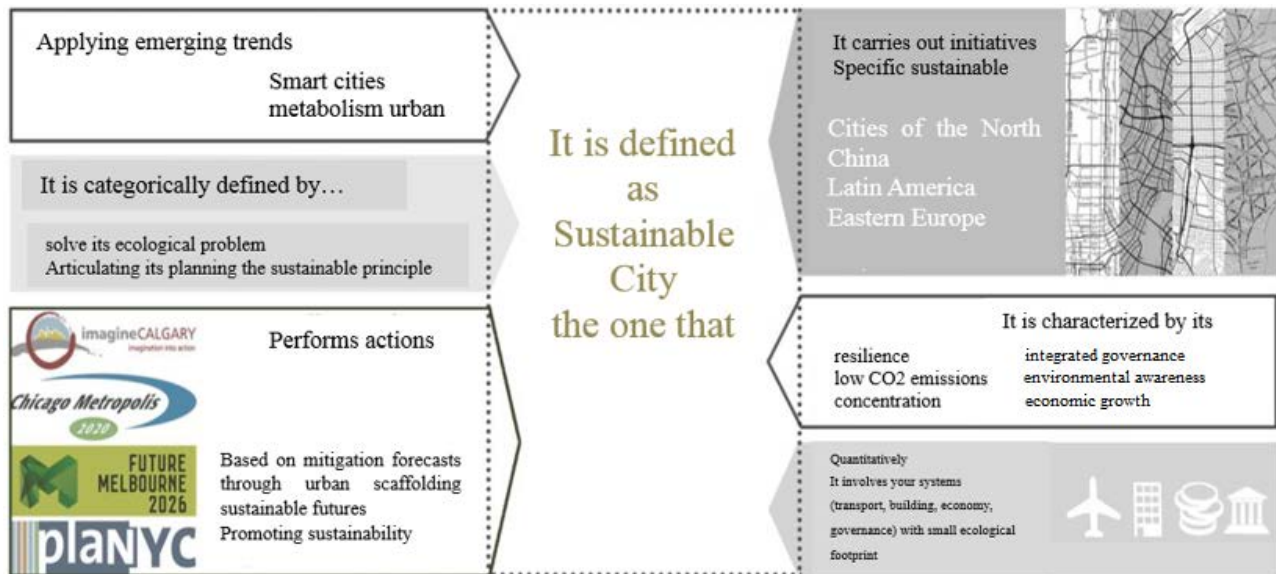 Applying emerging trends
Smart cities
metabolism urban
It is categorically defined by…
solve its ecological problem
Articulating its planning the sustainable principle
imagineCALGARY
imagination into action
Chicago Metropolis
2020
FUTURE
MELBOURNE
2026
plaNYC
Performs actions
Based on mitigation forecasts
through urban scaffolding
sustainable futures
Promoting sustainability
It is defined
as
Sustainable
City
the one that
It carries out initiatives
Specific sustainable
Cities of the North
China
Latin America
Eastern Europe
It is characterized by its
resilience
low CO2 emissions
concentration
integrated governance
environmental awareness
economic growth
Quantitatively
It involves your systems
(transport, building, economy,
governance) with small ecological
footprint